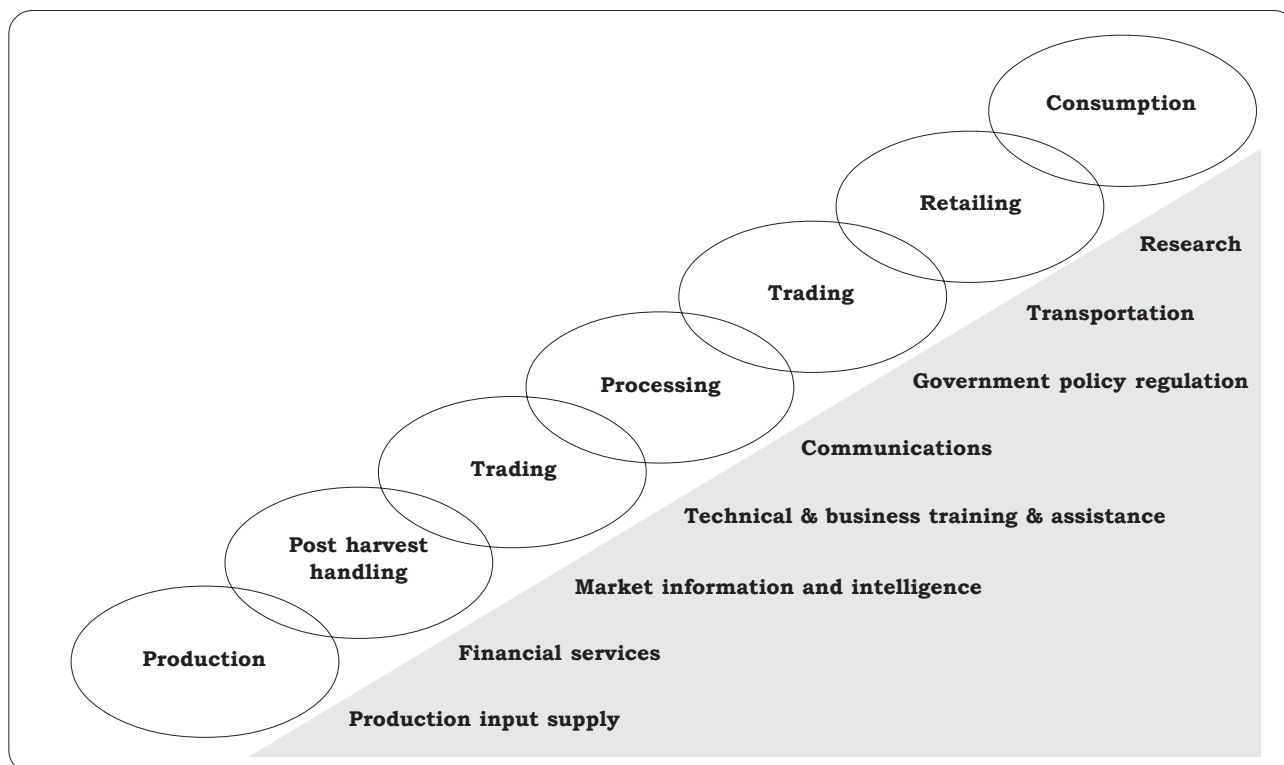 Consumption
Retailing
Research
Trading
Transportation
Processing
Government policy regulation
Communications
Trading
Technical & business training & assistance
Post harvest
handling
Market information and intelligence
Production
Financial services
Production input supply